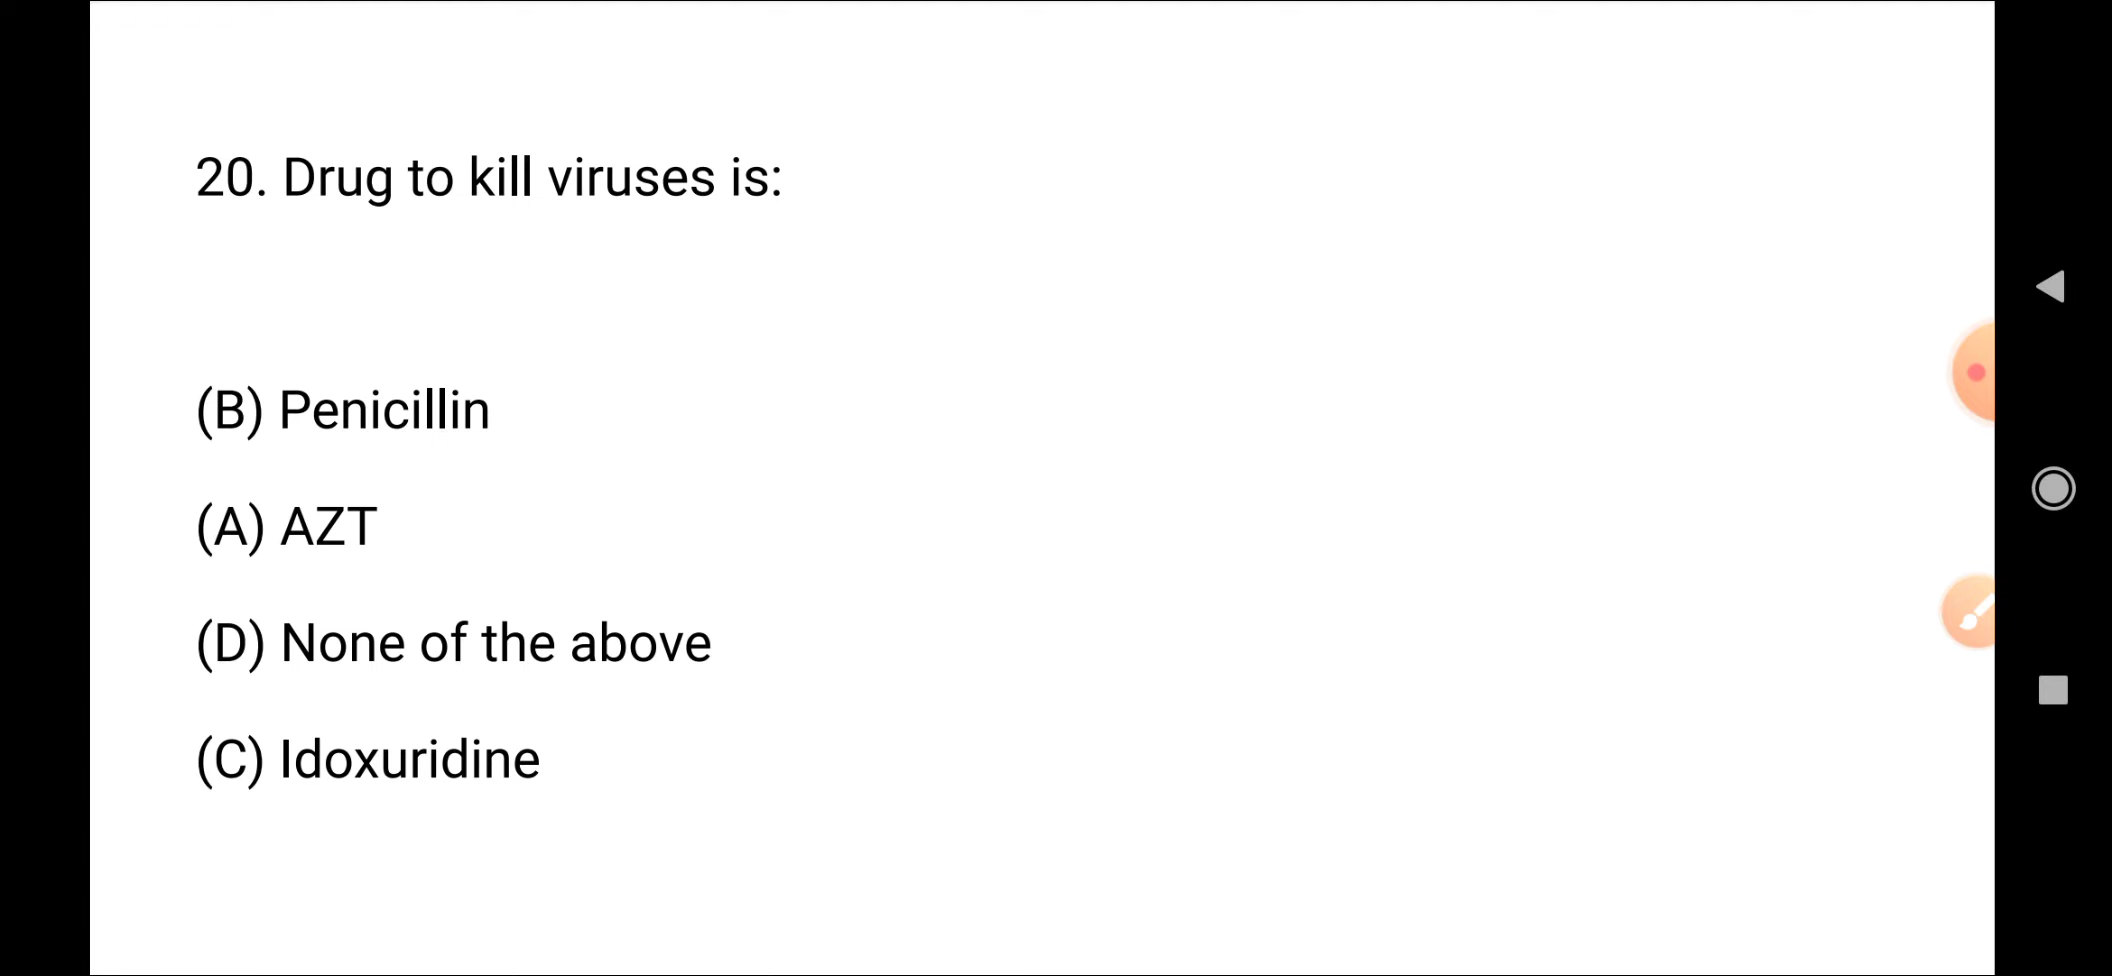 20. Drug to kill viruses is:
(B) Penicillin
(A) AZT
(D) None of the above
(C) Idoxuridine